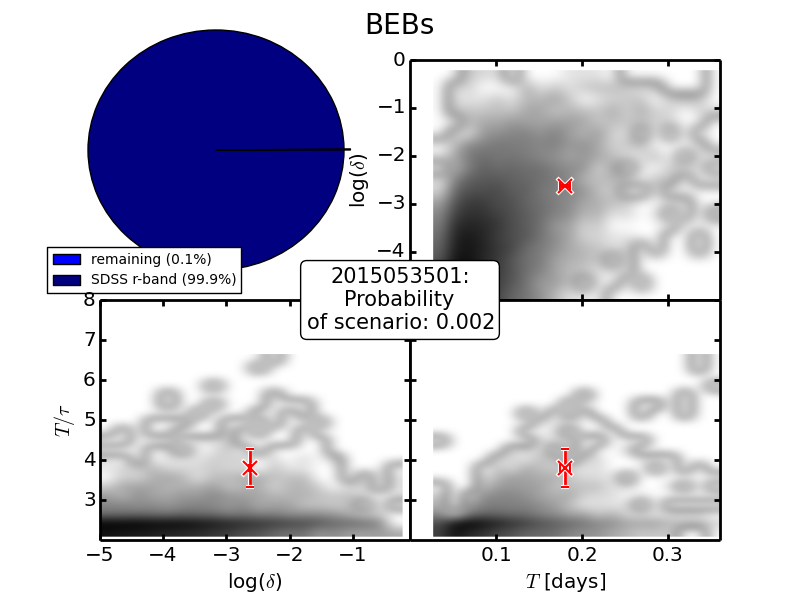 BEBs
remaining (0.1%)
SDSS r-band (99.9%)
0
−1
−2
−3
−4
log(δ)
2015053501:
Probability
of scenario: 0.002
8
7
6
5
4
3
T/τ
−5 −4 −3 −2 −1
log(δ)
0.1 0.2 0.3
T [days]